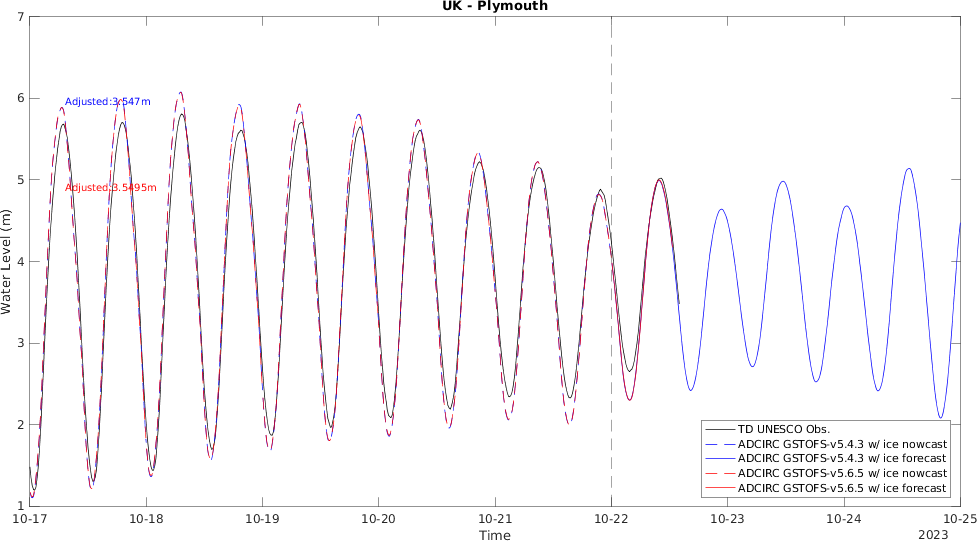 UK - Plymouth
7
6
5
4
3
2
1
Water Level (m)
Adjusted:3.547m
Adjusted:3.5495m
TD UNESCO Obs.
ADCIRC GSTOFS-v5.4.3 w/ ice nowcast
ADCIRC GSTOFS-v5.4.3 w/ ice forecast
ADCIRC GSTOFS-v5.6.5 w/ ice nowcast
ADCIRC GSTOFS-v5.6.5 w/ ice forecast
10-17 10-18 10-19 10-20 10-21 10-22 10-23 10-24 10-25
Time
2023